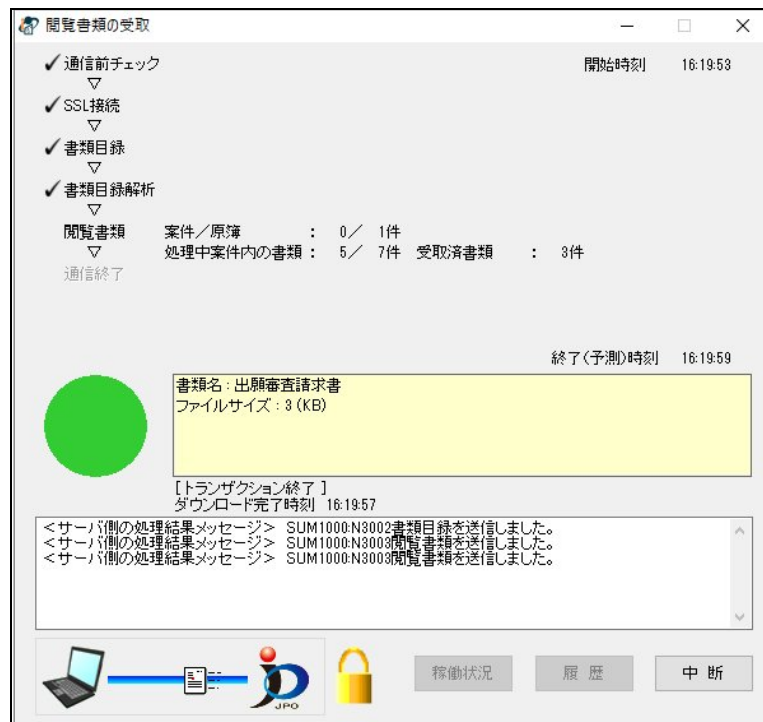 閲覧書類の受取
✓通信前チェック 開始時刻 16:19:53
▽
✓SSL接続
▽
✓書類目録
▽
✓書類目録解析
▽
閲覧書類 案件/原簿 : 0/ 1件
▽ 処理中案件内の書類: 5/ 7件 受取済書類 : 3件
通信終了
終了(予測)時刻 16:19:59
書類名:出願審査請求書
ファイルサイズ:3(KB)
[トランザクション終了 ]
ダウンロード完了時刻 16:19:57
<サーバ側の処理結果メッセージ> SUM1000:N3002書類目録を送信しました。
<サーバ側の処理結果メッセージ> SUM1000:N3003閲覧書類を送信しました。
<サーバ側の処理結果メッセージ> SUM1000:N3003閲覧書類を送信しました。
JPO 稼働状況 履 歴 中 断